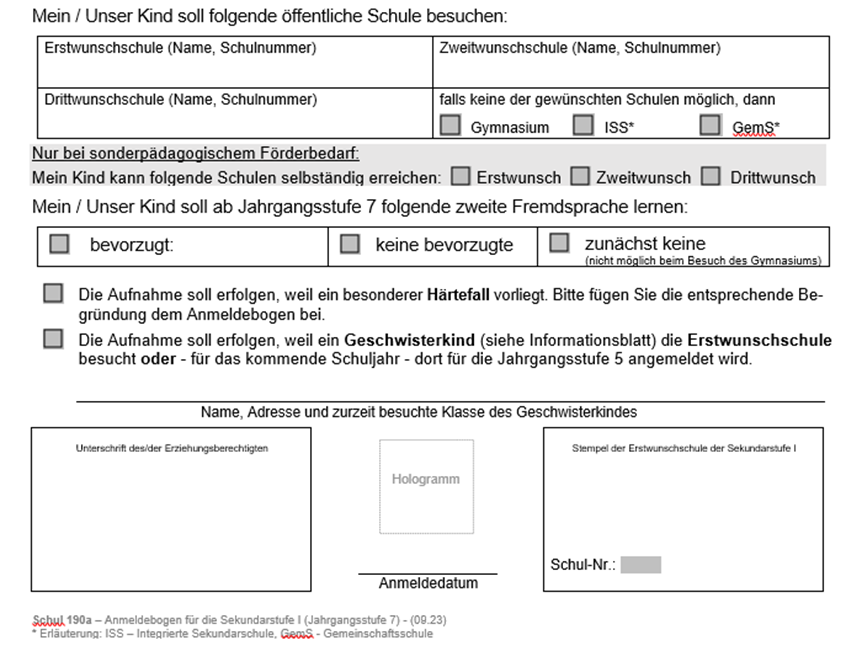 Mein / Unser Kind soll folgende öffentliche Schule besuchen:
Erstwunschschule (Name, Schulnummer)
Zweitwunschschule (Name, Schulnummer)
Drittwunschschule (Name, Schulnummer)
falls keine der gewünschten Schulen möglich, dann
Gymnasium ISS* GemS*
Nur bei sonderpädagogischem Förderbedarf:
Mein Kind kann folgende Schulen selbständig erreichen: Erstwunsch Zweitwunsch Drittwunsch
Mein / Unser Kind soll ab Jahrgangsstufe 7 folgende zweite Fremdsprache lernen:
bevorzugt: keine bevorzugte zunächst keine
(nicht möglich beim Besuch des Gymnasiums)
Die Aufnahme soll erfolgen, weil ein besonderer Härtefall vorliegt. Bitte fügen Sie die entsprechende Be-
gründung dem Anmeldebogen bei.
Die Aufnahme soll erfolgen, weil ein Geschwisterkind (siehe Informationsblatt) die Erstwunschschule
besucht oder - für das kommende Schuljahr - dort für die Jahrgangsstufe 5 angemeldet wird.
Name, Adresse und zurzeit besuchte Klasse des Geschwisterkindes
Unterschrift des/der Erziehungsberechtigten
Hologramm
Anmeldedatum
Stempel der Erstwunschschule der Sekundarstufe I
Schul-Nr.:
Schul 190a – Anmeldebogen für die Sekundarstufe I (Jahrgangsstufe 7) - (09.23)
* Erläuterung: ISS – Integrierte Sekundarschule, GemS - Gemeinschaftsschule